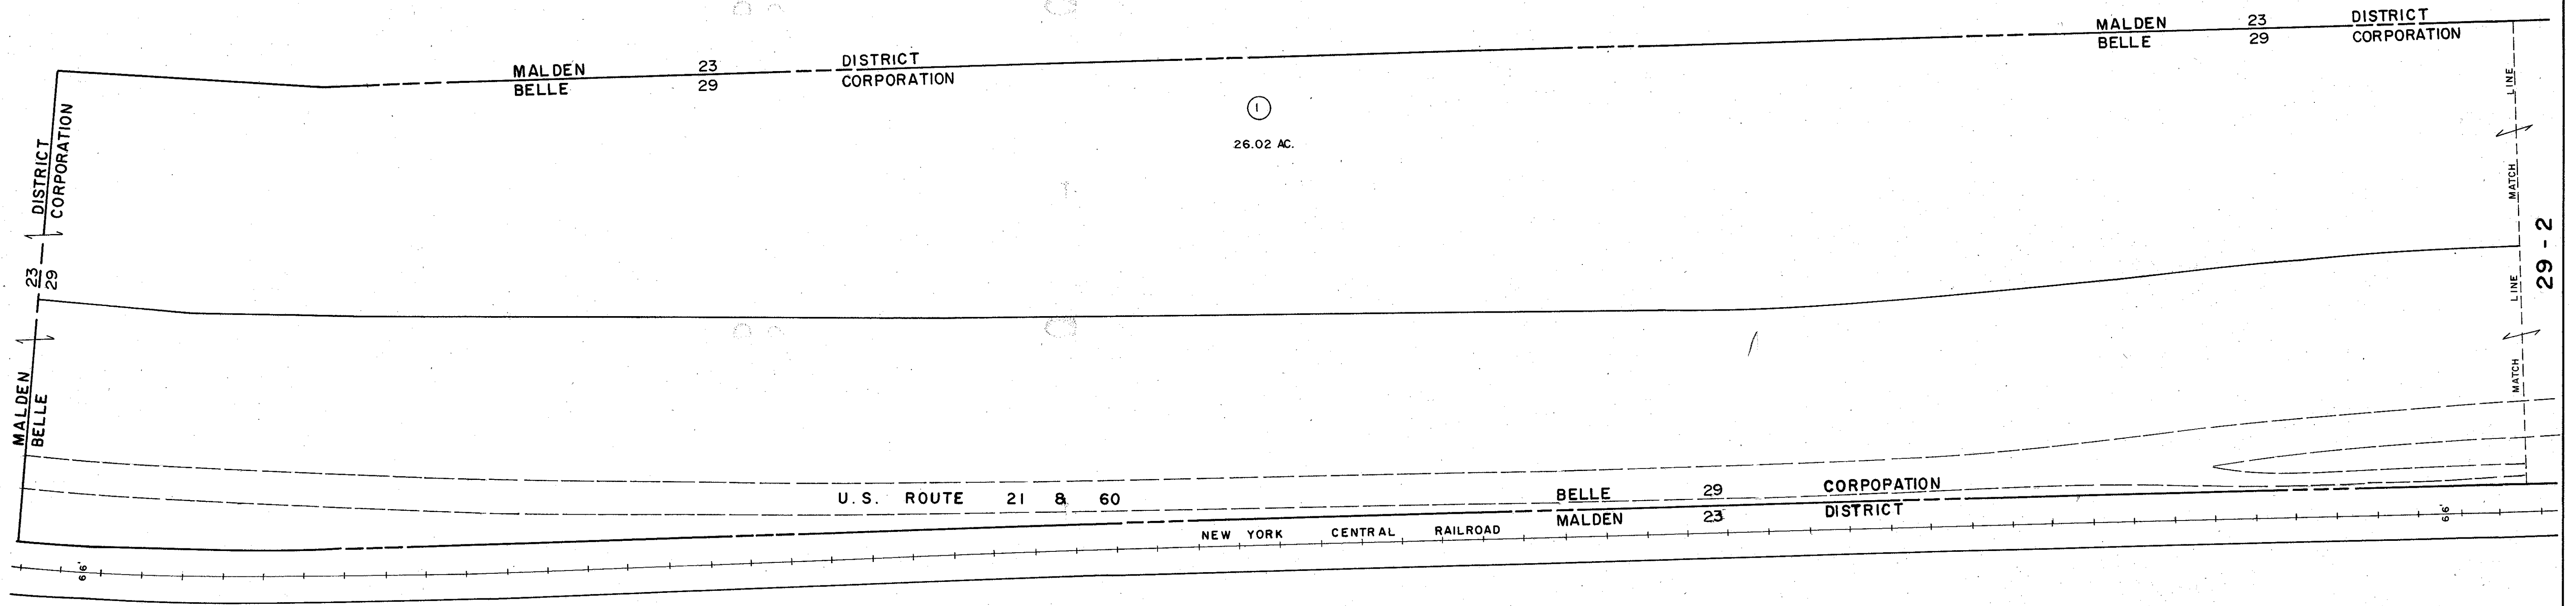 MALDEN 23 DISTRICT
BELLE 29 CORPORATION
MALDEN 23 DISTRICT
BELLE 29 CORPORATION
1
26.02 AC.
MALDEN 23 DISTRICT
BELLE 29 CORPORATION
MATCH LINE
MATCH LINE
29 - 2
U.S. ROUTE 21 & 60
BELLE 29 CORPOPATION
MALDEN 23 DISTRICT
NEW YORK CENTRAL RAILROAD
66'
66'